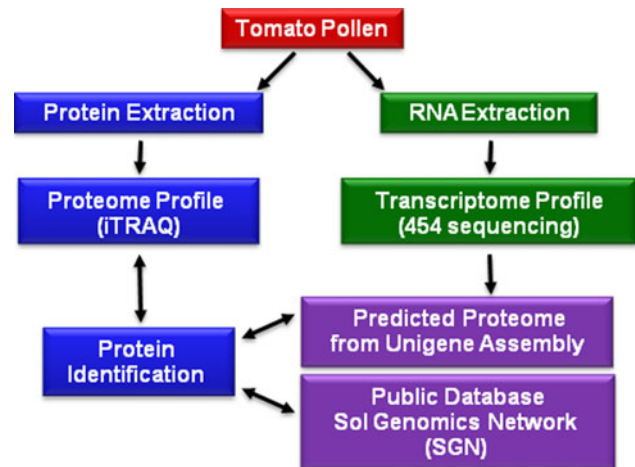 Tomato Pollen
Protein Extraction
RNA Extraction
Proteome Profile
(iTRAQ)
Transcriptome Profile
(454 sequencing)
Protein
Identification
Predicted Proteome
from Unigene Assembly
Public Database
Sol Genomics Network
(SGN)